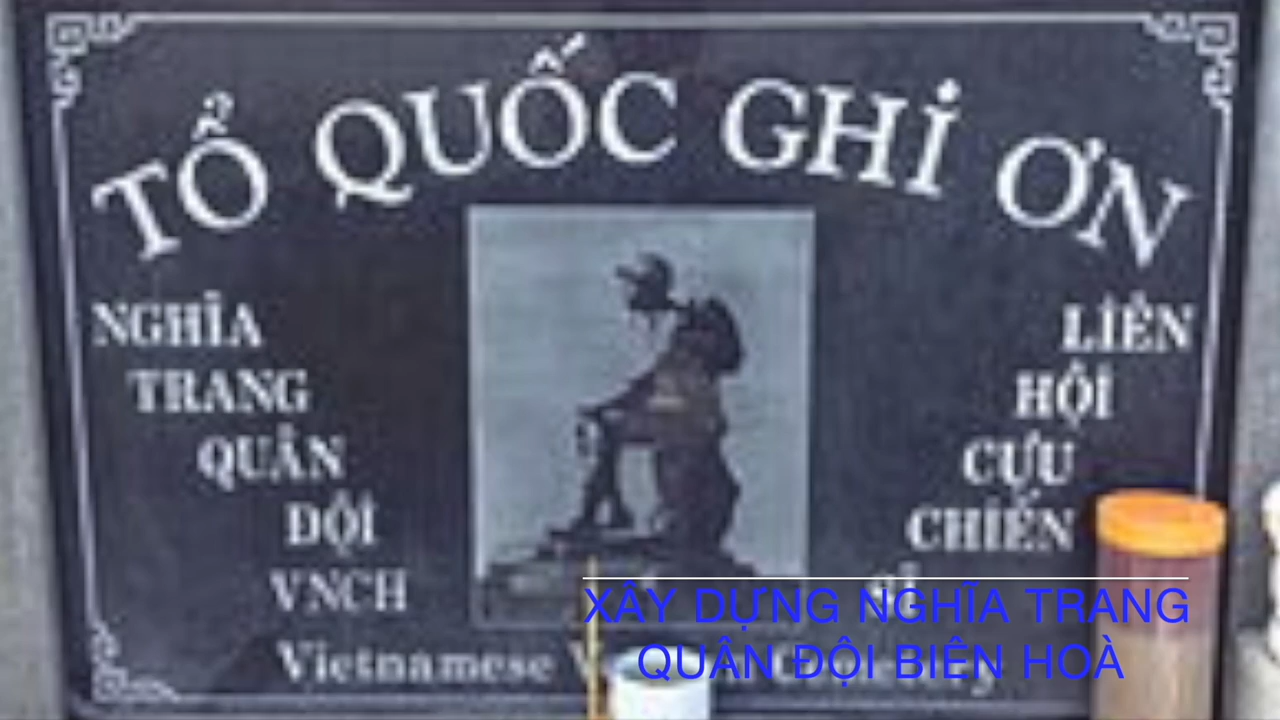 TỔ QUỐC GHI ƠN
NGHĨA
TRANG
QUÂN
ĐỘI
VNCH
LIÊN
HỘI
CỰU
CHIẾN
SĨ
Vietnamese
XÂY DỰNG NGHĨA TRANG
QUÂN ĐỘI BIÊN HOÀ